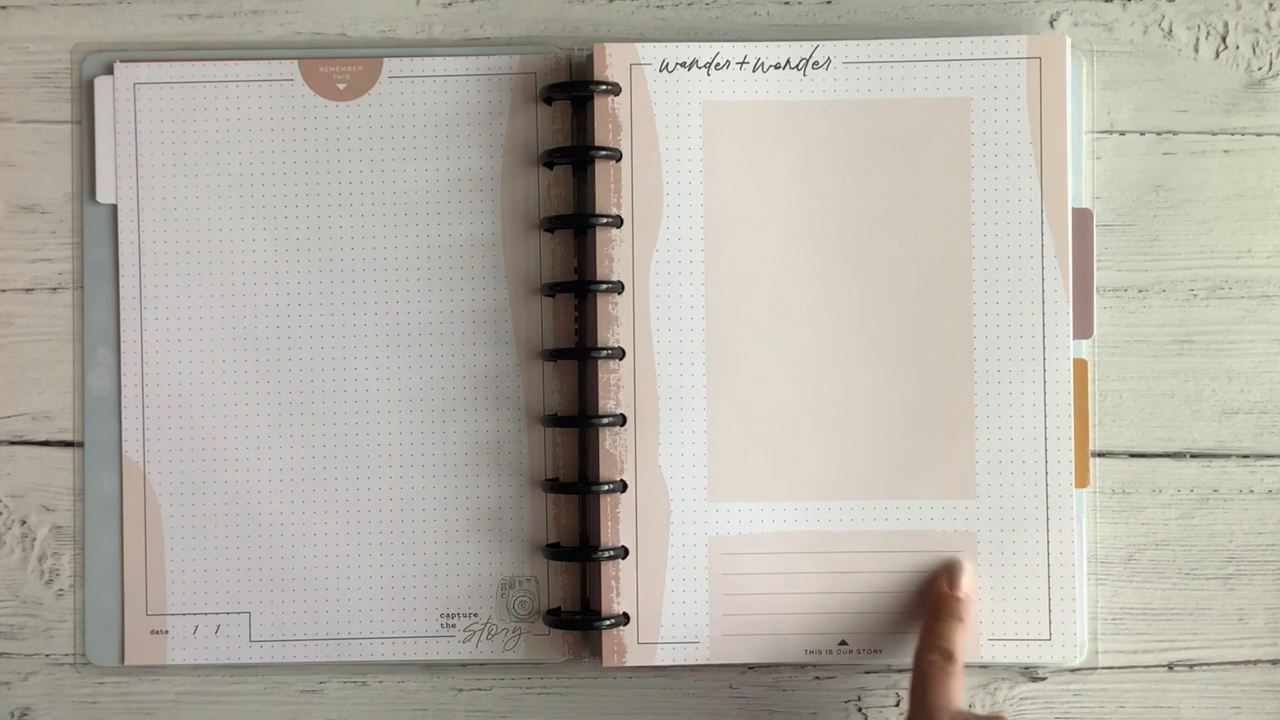 REMEMBER
THIS
date / /
capture
the story
wander + wonder
THIS IS OUR STORY